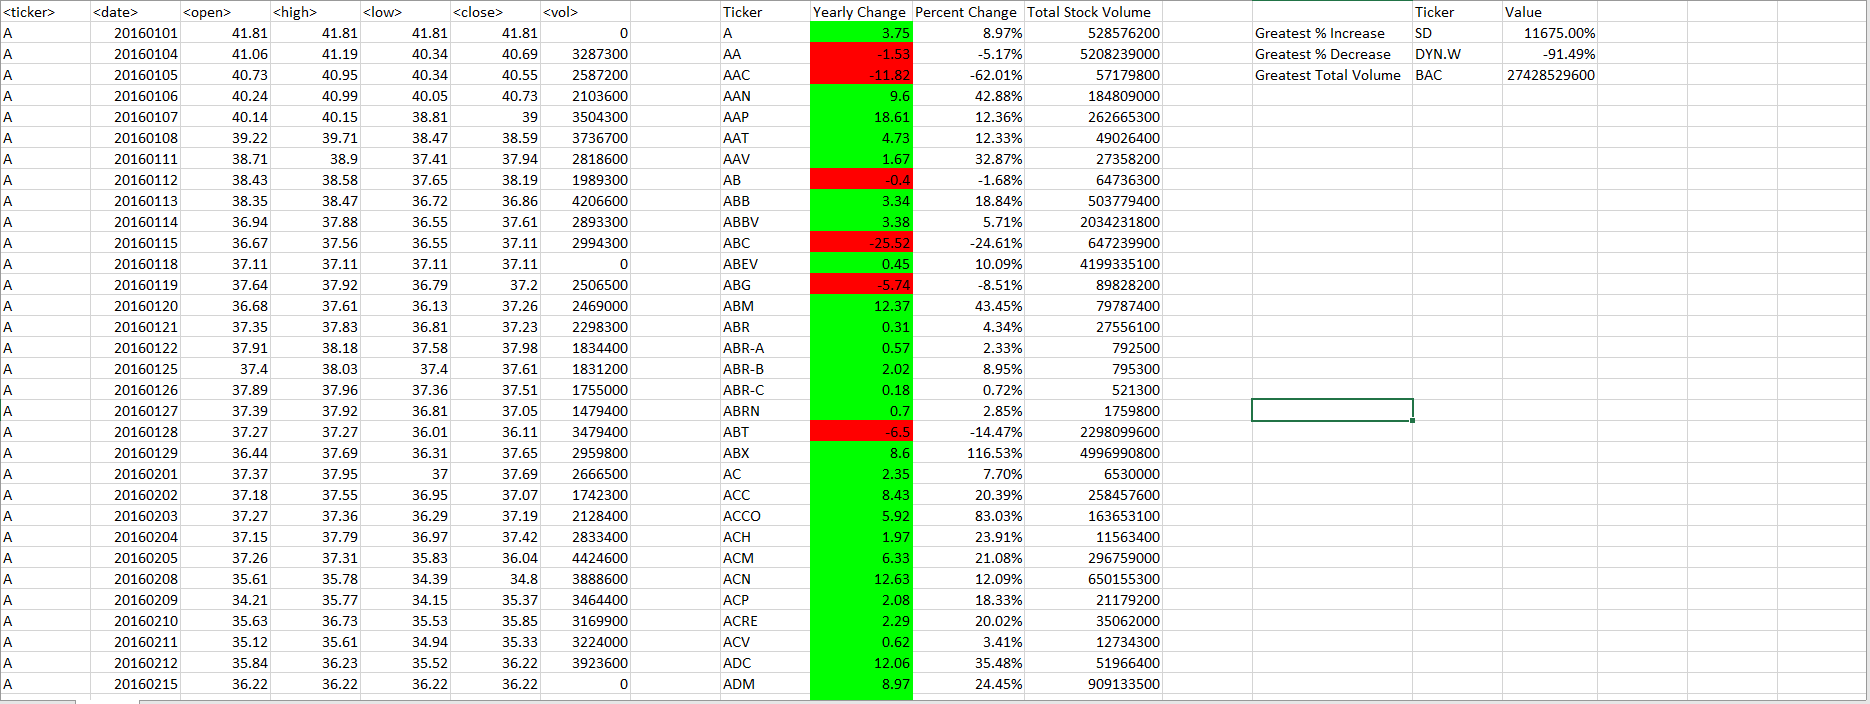 <ticker> <date> <open> <high> <low> <close> <vol> Ticker Yearly Change Percent Change Total Stock Volume Ticker Value
A 20160101 41.81 41.81 41.81 41.81 0 A 3.75 8.97% 528576200 Greatest % Increase SD 11675.00%
A 20160104 41.06 41.19 40.34 40.69 3287300 AA -1.53 -5.17% 5208239000 Greatest % Decrease DYN.W -91.49%
A 20160105 40.73 40.95 40.34 40.55 2587200 AAC -11.82 -62.01% 57179800 Greatest Total Volume BAC 27428529600
A 20160106 40.24 40.99 40.05 40.73 2103600 AAN 9.6 42.88% 184809000
A 20160107 40.14 40.15 38.81 39 3504300 AAP 18.61 12.36% 262665300
A 20160108 39.22 39.71 38.47 38.59 3736700 AAT 4.73 12.33% 49026400
A 20160111 38.71 38.9 37.41 37.94 2818600 AAV 1.67 32.87% 27358200
A 20160112 38.43 38.58 37.65 38.19 1989300 AB -0.4 -1.68% 64736300
A 20160113 38.35 38.47 36.72 36.86 4206600 ABB 3.34 18.84% 503779400
A 20160114 36.94 37.88 36.55 37.61 2893300 ABBV 3.38 5.71% 2034231800
A 20160115 36.67 37.56 36.55 37.11 2994300 ABC -25.52 -24.61% 647239900
A 20160118 37.11 37.11 37.11 37.11 0 ABEV 0.45 10.09% 4199335100
A 20160119 37.64 37.92 36.79 37.2 2506500 ABG -5.74 -8.51% 89828200
A 20160120 36.68 37.61 36.13 37.26 2469000 ABM 12.37 43.45% 79787400
A 20160121 37.35 37.83 36.81 37.23 2298300 ABR 0.31 4.34% 27556100
A 20160122 37.91 38.18 37.58 37.98 1834400 ABR-A 0.57 2.33% 792500
A 20160125 37.4 38.03 37.4 37.61 1831200 ABR-B 2.02 8.95% 795300
A 20160126 37.89 37.96 37.36 37.51 1755000 ABR-C 0.18 0.72% 521300
A 20160127 37.39 37.92 36.81 37.05 1479400 ABRN 0.7 2.85% 1759800
A 20160128 37.27 37.27 36.01 36.11 3479400 ABT -6.5 -14.47% 2298099600
A 20160129 36.44 37.69 36.31 37.65 2959800 ABX 8.6 116.53% 4996990800
A 20160201 37.37 37.95 37 37.69 2666500 AC 2.35 7.70% 6530000
A 20160202 37.18 37.55 36.95 37.07 1742300 ACC 8.43 20.39% 258457600
A 20160203 37.27 37.36 36.29 37.19 2128400 ACCO 5.92 83.03% 163653100
A 20160204 37.15 37.79 36.97 37.42 2833400 ACH 1.97 23.91% 11563400
A 20160205 37.26 37.31 35.83 36.04 4424600 ACM 6.33 21.08% 296759000
A 20160208 35.61 35.78 34.39 34.8 3888600 ACN 12.63 12.09% 650155300
A 20160209 34.21 35.77 34.15 35.37 3464400 ACP 2.08 18.33% 21179200
A 20160210 35.63 36.73 35.53 35.85 3169900 ACRE 2.29 20.02% 35062000
A 20160211 35.12 35.61 34.94 35.33 3224000 ACV 0.62 3.41% 12734300
A 20160212 35.84 36.23 35.52 36.22 3923600 ADC 12.06 35.48% 51966400
A 20160215 36.22 36.22 36.22 36.22 0 ADM 8.97 24.45% 909133500